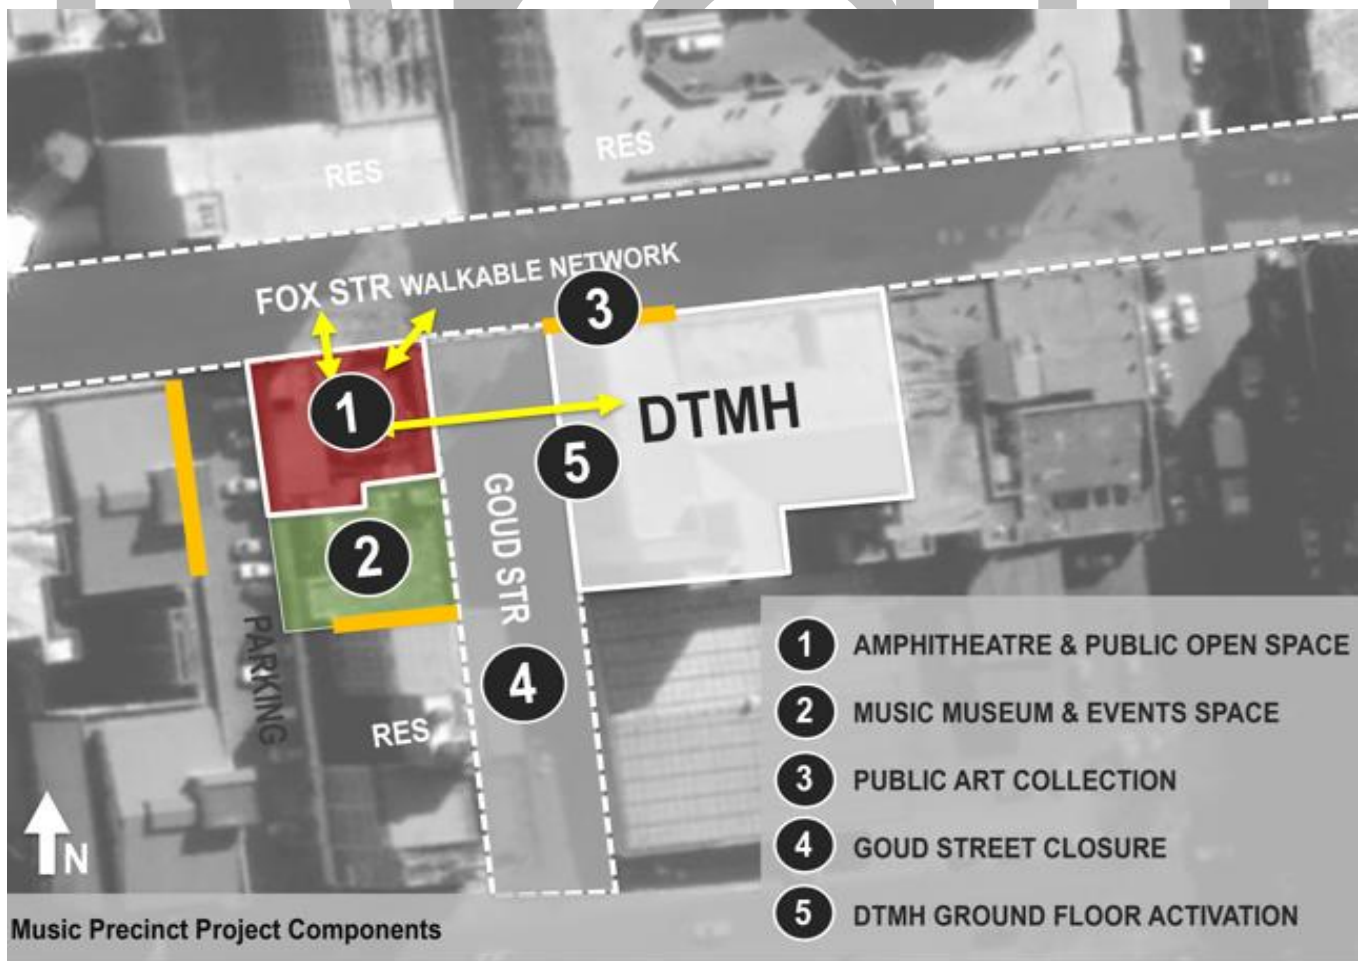 RES
RES
FOX STR WALKABLE NETWORK
3
1
DTMH
5
GOUD STR
2
PARKING
4
RES
1 AMPHITHEATRE & PUBLIC OPEN SPACE
2 MUSIC MUSEUM & EVENTS SPACE
3 PUBLIC ART COLLECTION
4 GOUD STREET CLOSURE
5 DTMH GROUND FLOOR ACTIVATION
N
Music Precinct Project Components